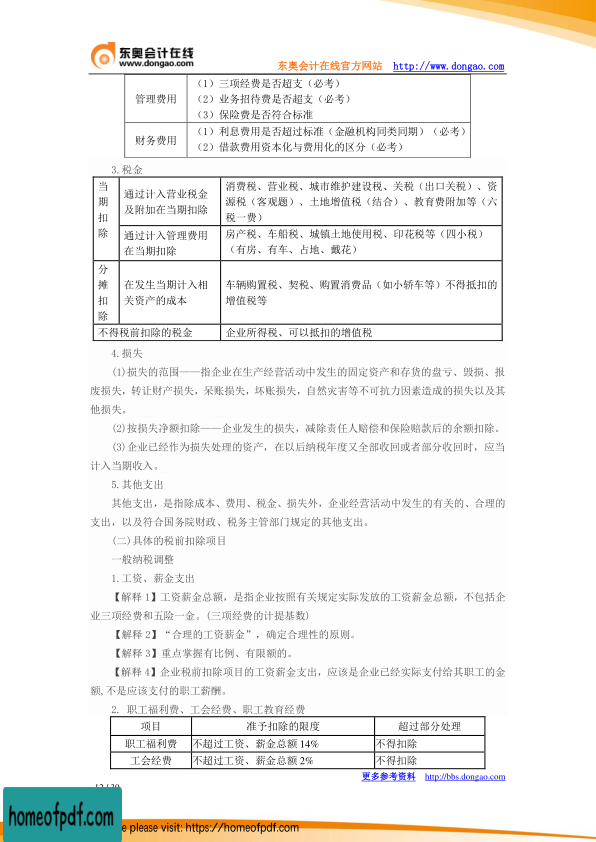 东奥会计在线
www.dongao.com
东奥会计在线官方网站 http://www.dongao.com
管理费用
(1)三项经费是否超支(必考)
(2)业务招待费是否超支(必考)
(3)保险费是否符合标准
财务费用
(1)利息费用是否超过标准(金融机构同类同期)(必考)
(2)借款费用资本化与费用化的区分(必考)
3.税金
当期扣除
通过计入营业税金
及附加在当期扣除
消费税、营业税、城市维护建设税、关税(出口关税)、资
源税(客观题)、土地增值税(结合)、教育费附加等(六
税一费)
通过计入管理费用
在当期扣除
房产税、车船税、城镇土地使用税、印花税等(四小税)
(有房、有车、占地、戴花)
分摊扣除
在发生当期计入相
关资产的成本
车辆购置税、契税、购置消费品(如小轿车等)不得抵扣的
增值税等
不得税前扣除的税金 企业所得税、可以抵扣的增值税
4.损失
(1)损失的范围——指企业在生产经营活动中发生的固定资产和存货的盘亏、毁损、报
废损失,转让财产损失,呆账损失,坏账损失,自然灾害等不可抗力因素造成的损失以及其
他损失。
(2)按损失净额扣除——企业发生的损失,减除责任人赔偿和保险赔款后的余额扣除。
(3)企业已经作为损失处理的资产,在以后纳税年度又全部收回或者部分收回时,应当
计入当期收入。
5.其他支出
其他支出,是指除成本、费用、税金、损失外,企业经营活动中发生的有关的、合理的
支出,以及符合国务院财政、税务主管部门规定的其他支出。
(二)具体的税前扣除项目
一般纳税调整
1.工资、薪金支出
【解释1】工资薪金总额,是指企业按照有关规定实际发放的工资薪金总额,不包括企
业三项经费和五险一金。(三项经费的计提基数)
【解释2】“合理的工资薪金”,确定合理性的原则。
【解释3】重点掌握有比例、有限额的。
【解释4】企业税前扣除项目的工资薪金支出,应该是企业已经实际支付给其职工的金
额,不是应该支付的职工薪酬。
2. 职工福利费、工会经费、职工教育经费
项目 准予扣除的限度 超过部分处理
职工福利费 不超过工资、薪金总额 14% 不得扣除
工会经费 不超过工资、薪金总额 2% 不得扣除
更多参考资料 http://bbs.dongao.com
homeofpdf.com
please visit: https://homeofpdf.com